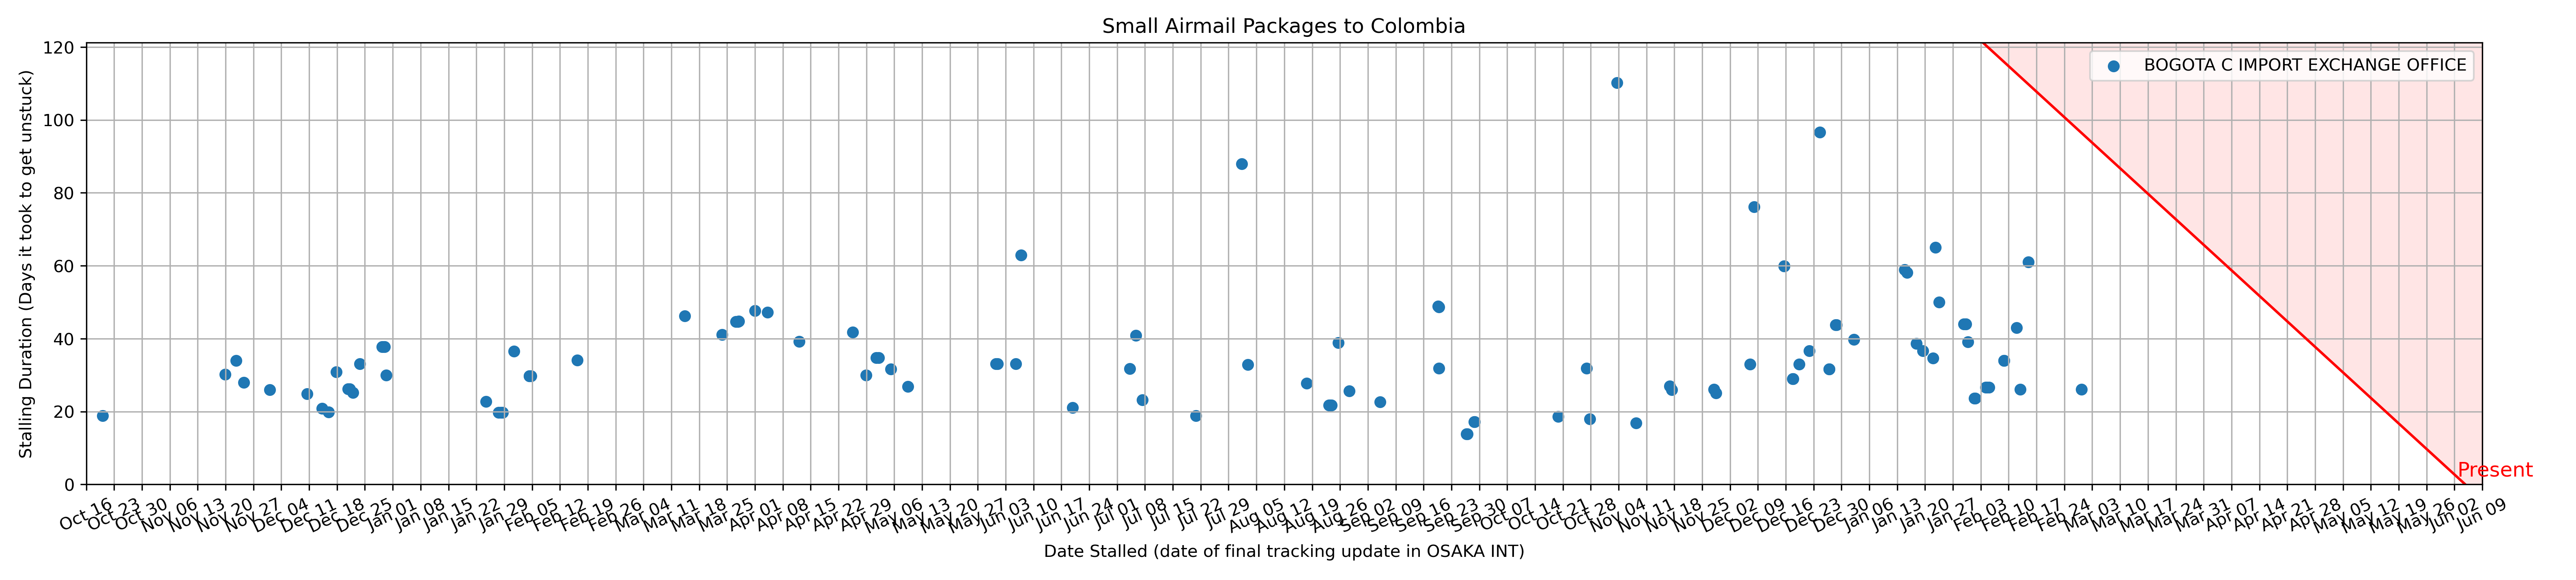 Small Airmail Packages to Colombia
120
100
80
60
40
20
0
Stalling Duration (Days it took to get unstuck)
BOGOTA C IMPORT EXCHANGE OFFICE
Present
Oct 16
Oct 23
Oct 30
Nov 06
Nov 13
Nov 20
Nov 27
Dec 04
Dec 11
Dec 18
Dec 25
Jan 01
Jan 08
Jan 15
Jan 22
Jan 29
Feb 05
Feb 12
Feb 19
Feb 26
Mar 04
Mar 11
Mar 18
Mar 25
Apr 01
Apr 08
Apr 15
Apr 22
Apr 29
May 06
May 13
May 20
May 27
Jun 03
Jun 10
Jun 17
Jun 24
Jul 01
Jul 08
Jul 15
Jul 22
Jul 29
Aug 05
Aug 12
Aug 19
Aug 26
Sep 02
Sep 09
Sep 16
Sep 23
Sep 30
Oct 07
Oct 14
Oct 21
Oct 28
Nov 04
Nov 11
Nov 18
Nov 25
Dec 02
Dec 09
Dec 16
Dec 23
Dec 30
Jan 06
Jan 13
Jan 20
Jan 27
Feb 03
Feb 10
Feb 17
Feb 24
Mar 03
Mar 10
Mar 17
Mar 24
Mar 31
Apr 07
Apr 14
Apr 21
Apr 28
May 05
May 12
May 19
May 26
Jun 02
Jun 09
Date Stalled (date of final tracking update in OSAKA INT)